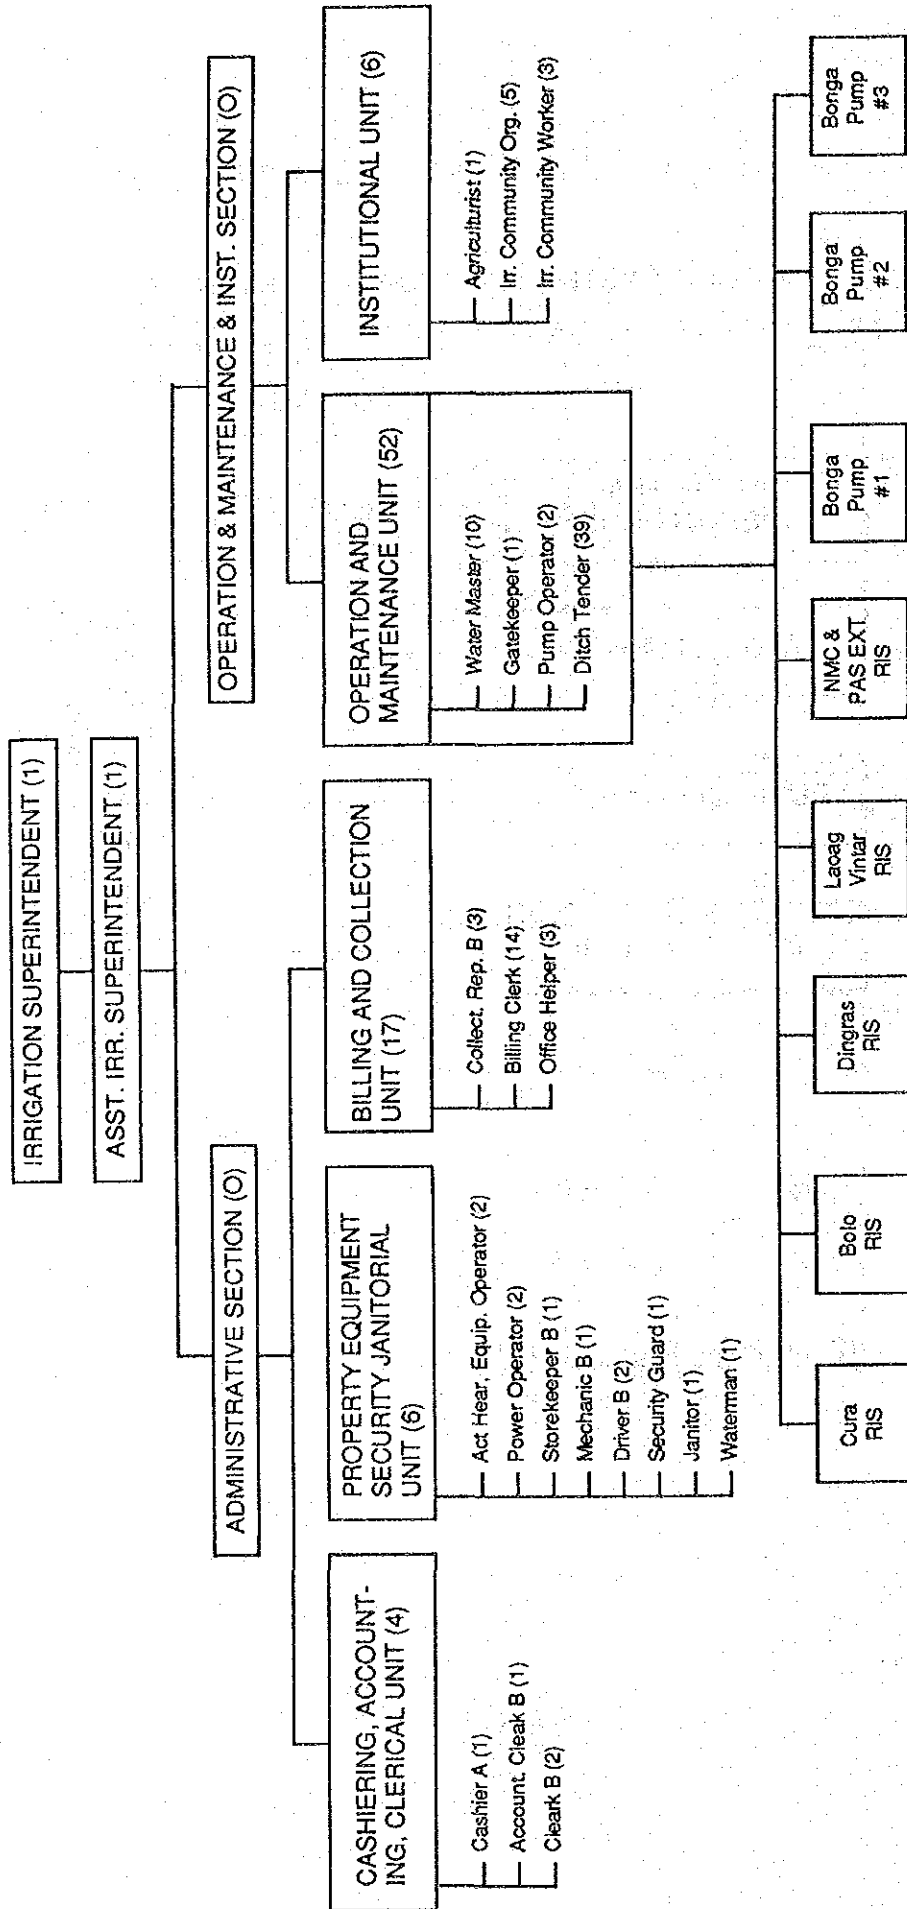 IRRIGATION SUPERINTENDENT (1)
ASST. IRR. SUPERINTENDENT (1)
ADMINISTRATIVE SECTION (O)
OPERATION & MAINTENANCE & INST. SECTION (O)
CASHIERING, ACCOUNT-
ING, CLERICAL UNIT (4)
Cashier A (1)
Account. Cleak B (1)
Cleark B (2)
PROPERTY EQUIPMENT
SECURITY JANITORIAL
UNIT (6)
Act Hear, Equip. Operator (2)
Power Operator (2)
Storekeeper B (1)
Mechanic B (1)
Driver B (2)
Security Guard (1)
Janitor (1)
Waterman (1)
BILLING AND COLLECTION
UNIT (17)
Collect. Rep. B (3)
Billing Clerk (14)
Office Helper (3)
OPERATION AND
MAINTENANCE UNIT (52)
Water Master (10)
Gatekeeper (1)
Pump Operator (2)
Ditch Tender (39)
INSTITUTIONAL UNIT (6)
Agriculturist (1)
Irr. Community Org. (5)
Irr. Community Worker (3)
Cura
RIS
Bolo
RIS
Dingras
RIS
Laoag
Vintar
RIS
NMC &
PAS EXT.
RIS
Bonga
Pump
#1
Bonga
Pump
#2
Bonga
Pump
#3